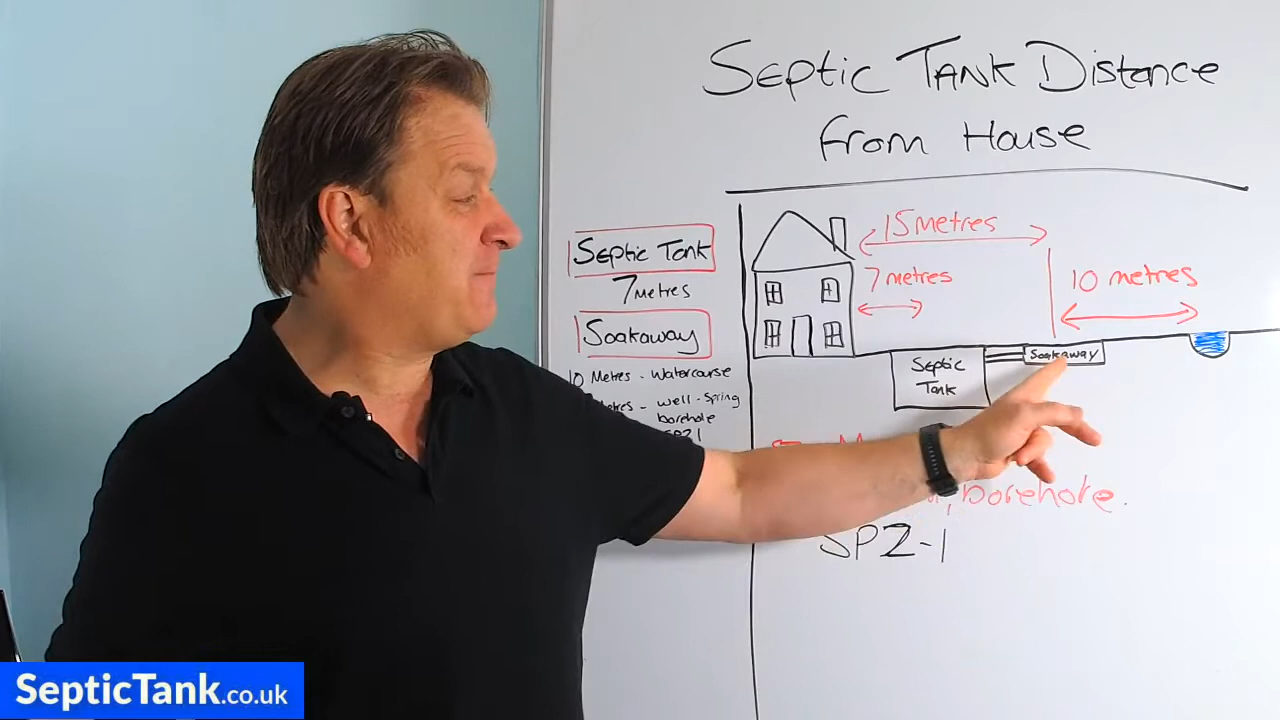 Septic Tank Distance
from House
Septic Tank
7 Metres
Soakaway
10 Metres - Watercourse
metres - well - Spring
borehole
SPZ1
15 Metres
7 metres
10 metres
Septic
Tank
Soakaway
M
, borehole.
SPZ-1
SepticTank.co.uk